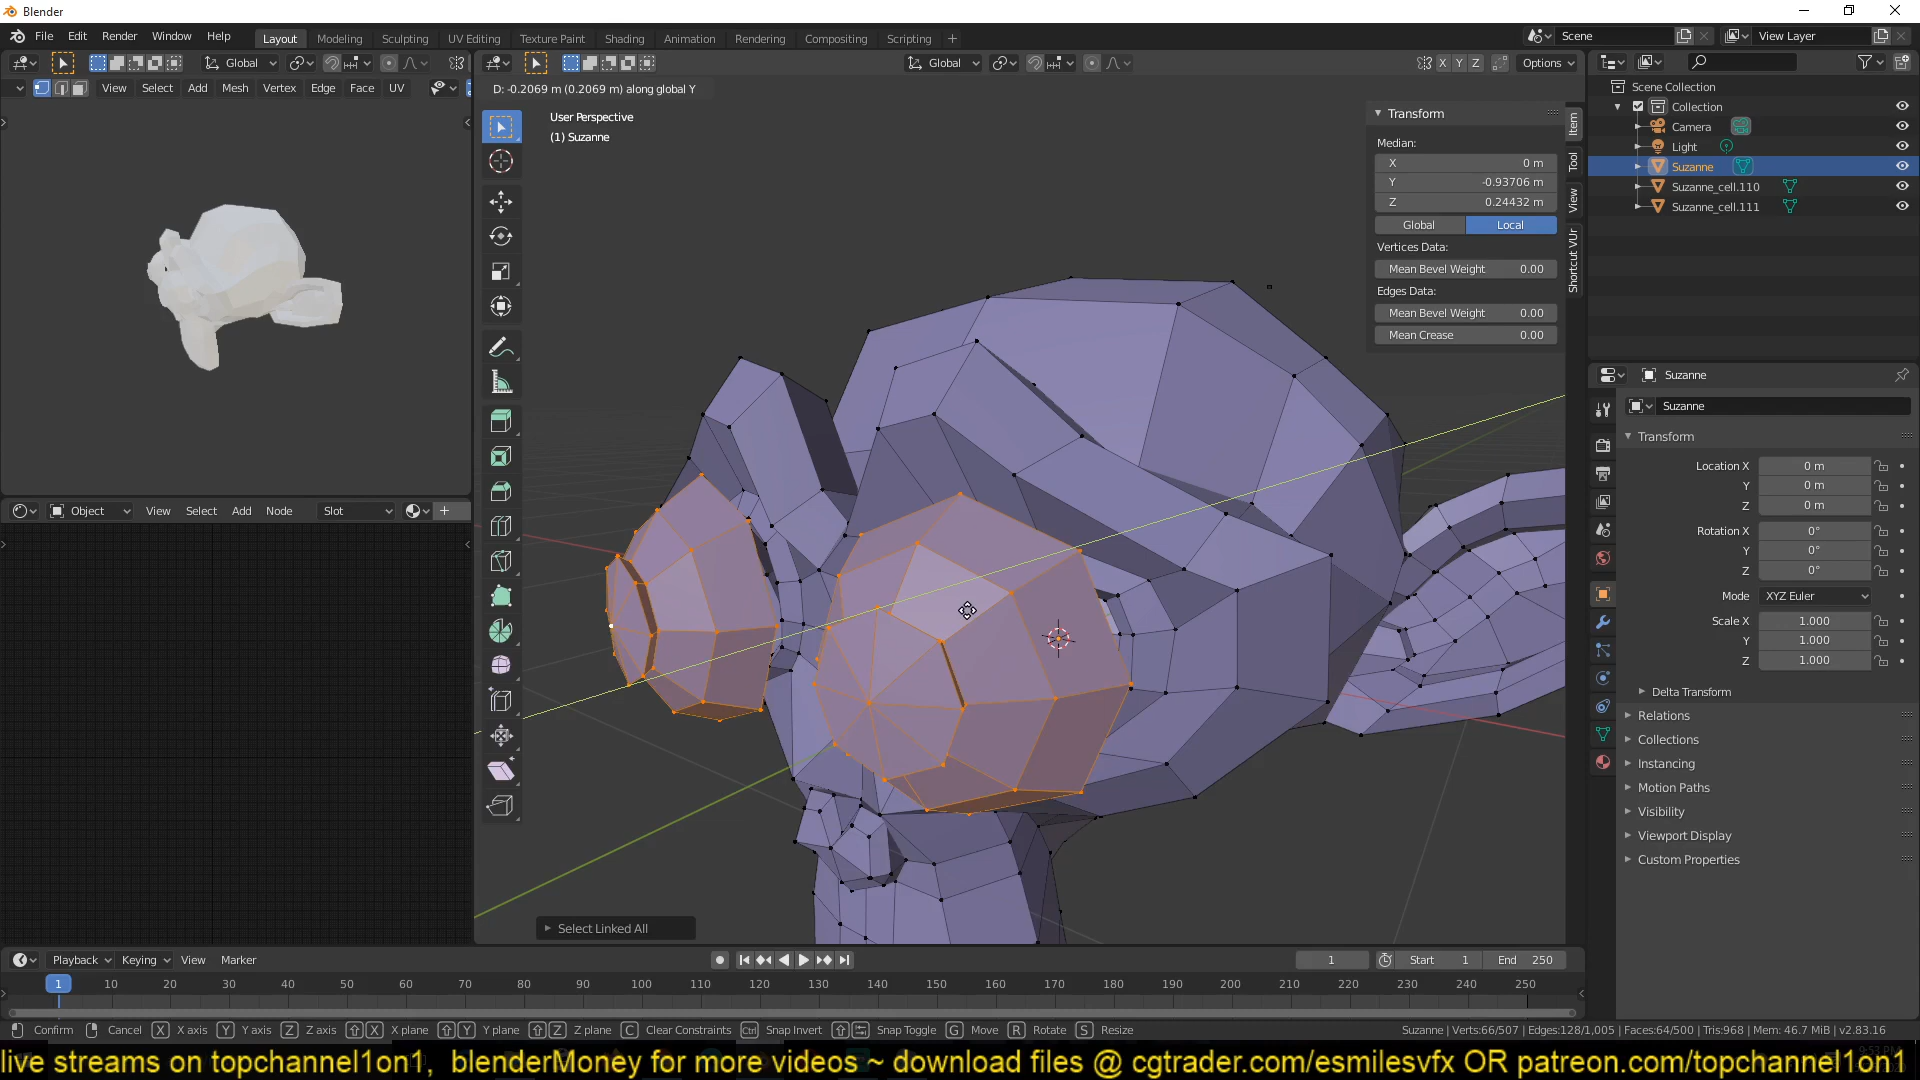 Blender
File Edit Render Window Help Layout Modeling Sculpting UV Editing Texture Paint Shading Animation Rendering Compositing Scripting + Scene View Layer
Global Global X Y Z Options
View Select Add Mesh Vertex Edge Face UV D: -0.2069 m (0.2069 m) along global Y
User Perspective
(1) Suzanne
Transform
Median:
X 0 m
Y -0.93706 m
Z 0.24432 m
Global Local
Vertices Data:
Mean Bevel Weight 0.00
Edges Data:
Mean Bevel Weight 0.00
Mean Crease 0.00
Item
Tool
View
Shortcut VUr
Scene Collection
Collection
Camera
Light
Suzanne
Suzanne_cell.110
Suzanne_cell.111
Suzanne
Suzanne
Transform
Location X 0 m
Y 0 m
Z 0 m
Rotation X 0°
Y 0°
Z 0°
Mode XYZ Euler
Scale X 1.000
Y 1.000
Z 1.000
Delta Transform
Relations
Collections
Instancing
Motion Paths
Visibility
Viewport Display
Custom Properties
Object View Select Add Node Slot +
Select Linked All
Playback Keying View Marker 1 Start 1 End 250
1 10 20 30 40 50 60 70 80 90 100 110 120 130 140 150 160 170 180 190 200 210 220 230 240 250
Confirm Cancel X X axis Y Y axis Z Z axis X X plane Y Y plane Z Z plane C Clear Constraints Ctrl Snap Invert Snap Toggle G Move R Rotate S Resize Suzanne | Verts:66/507 | Edges:128/1,005 | Faces:64/500 | Tris:968 | Mem: 46.7 MiB | v2.83.16
live streams on topchannel1on1, blenderMoney for more videos ~ download files @ cgtrader.com/esmilesvfx OR patreon.com/topchannel1on1